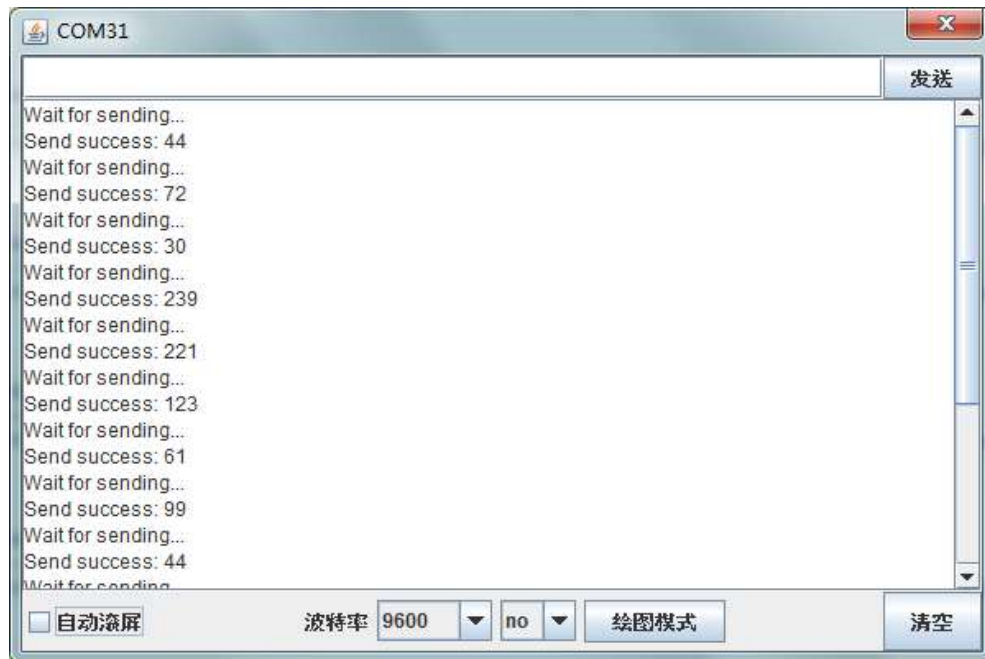 COM31
发送
Wait for sending...
Send success: 44
Wait for sending...
Send success: 72
Wait for sending...
Send success: 30
Wait for sending...
Send success: 239
Wait for sending...
Send success: 221
Wait for sending...
Send success: 123
Wait for sending...
Send success: 61
Wait for sending...
Send success: 99
Wait for sending...
Send success: 44
Wait for sending
自动滚屏 波特率 9600 no 绘图模式 清空